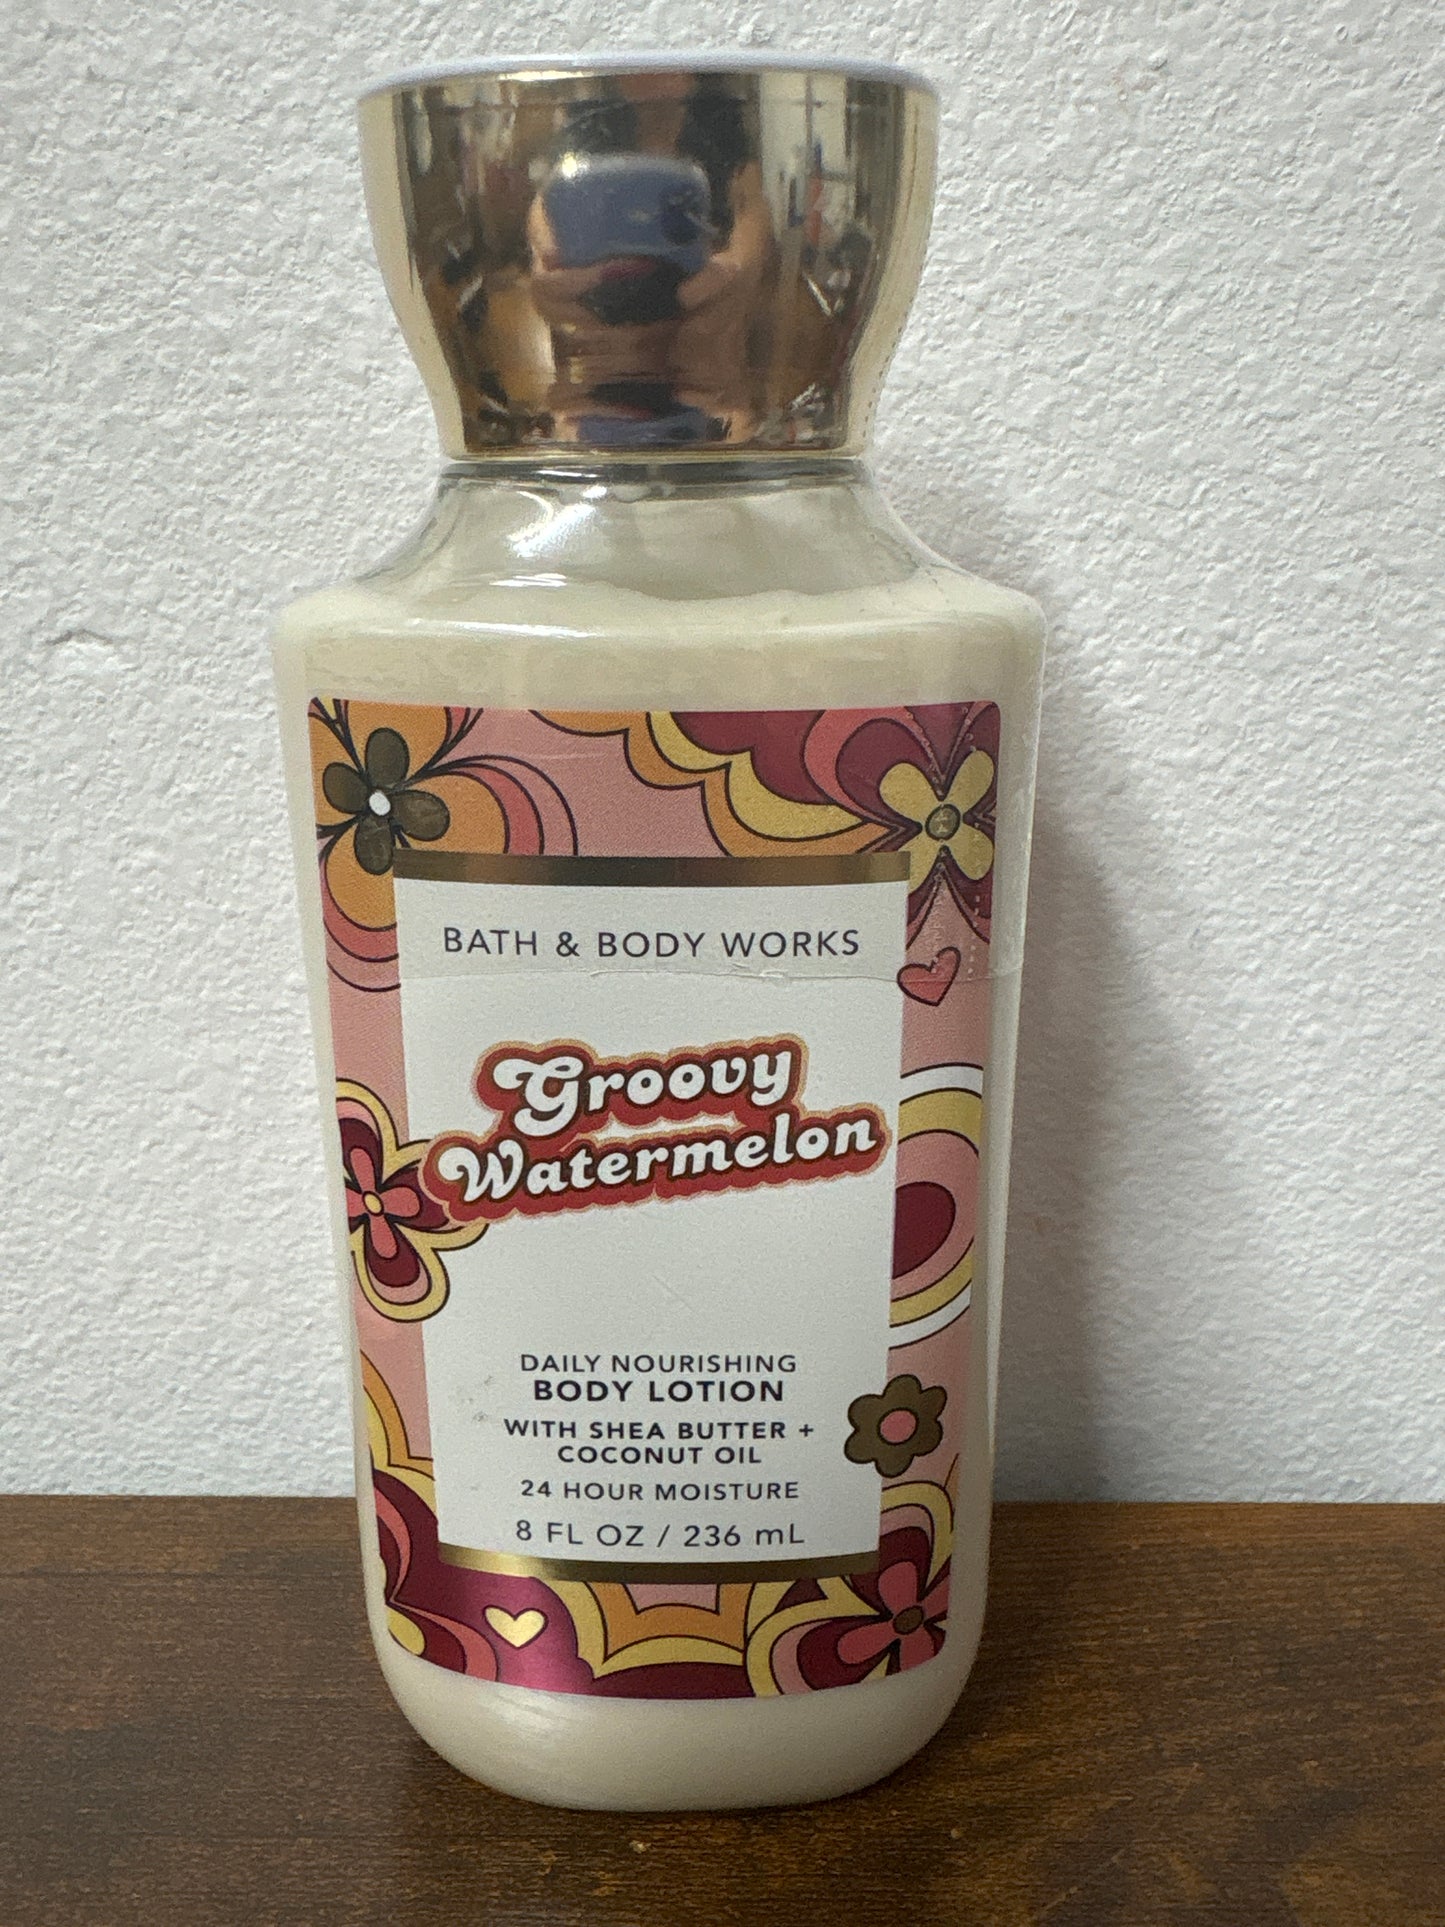 BATH & BODY WORKS
Groovy
Watermelon
DAILY NOURISHING
BODY LOTION
WITH SHEA BUTTER +
COCONUT OIL
24 HOUR MOISTURE
8 FL OZ / 236 mL